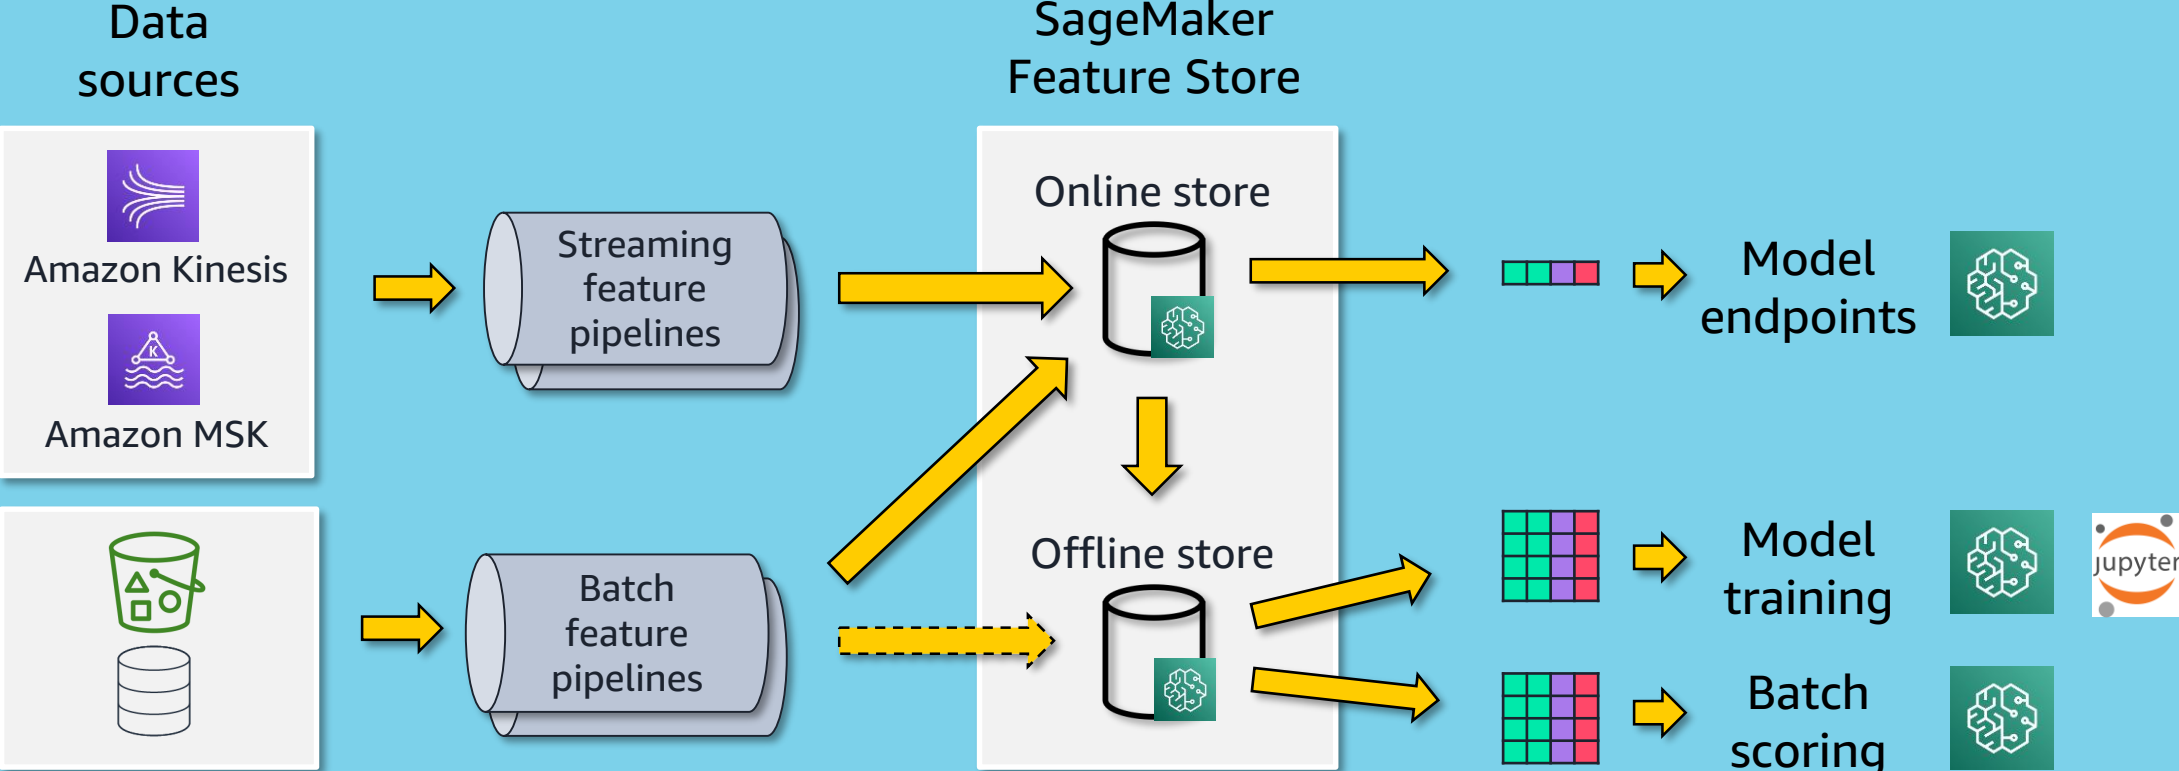 Data
sources
SageMaker
Feature Store
Amazon Kinesis
K
Amazon MSK
Streaming
feature
pipelines
Batch
feature
pipelines
Online store
Offline store
Model
endpoints
Model
training
jupyter
Batch
scoring